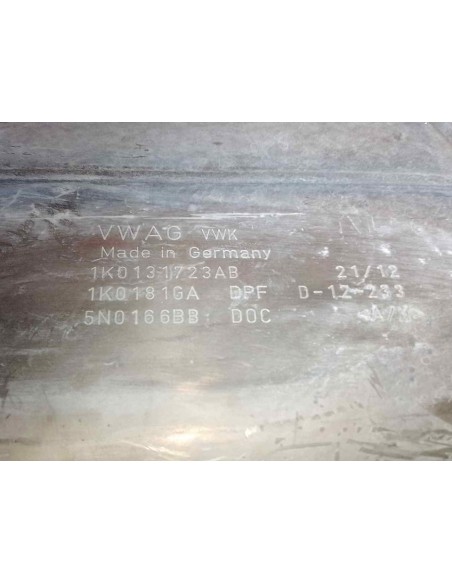 VWAG VWK
Made in Germany
1K0131723AB 21/12
1K0181GA DPF D-12-233
5N0166BB DOC